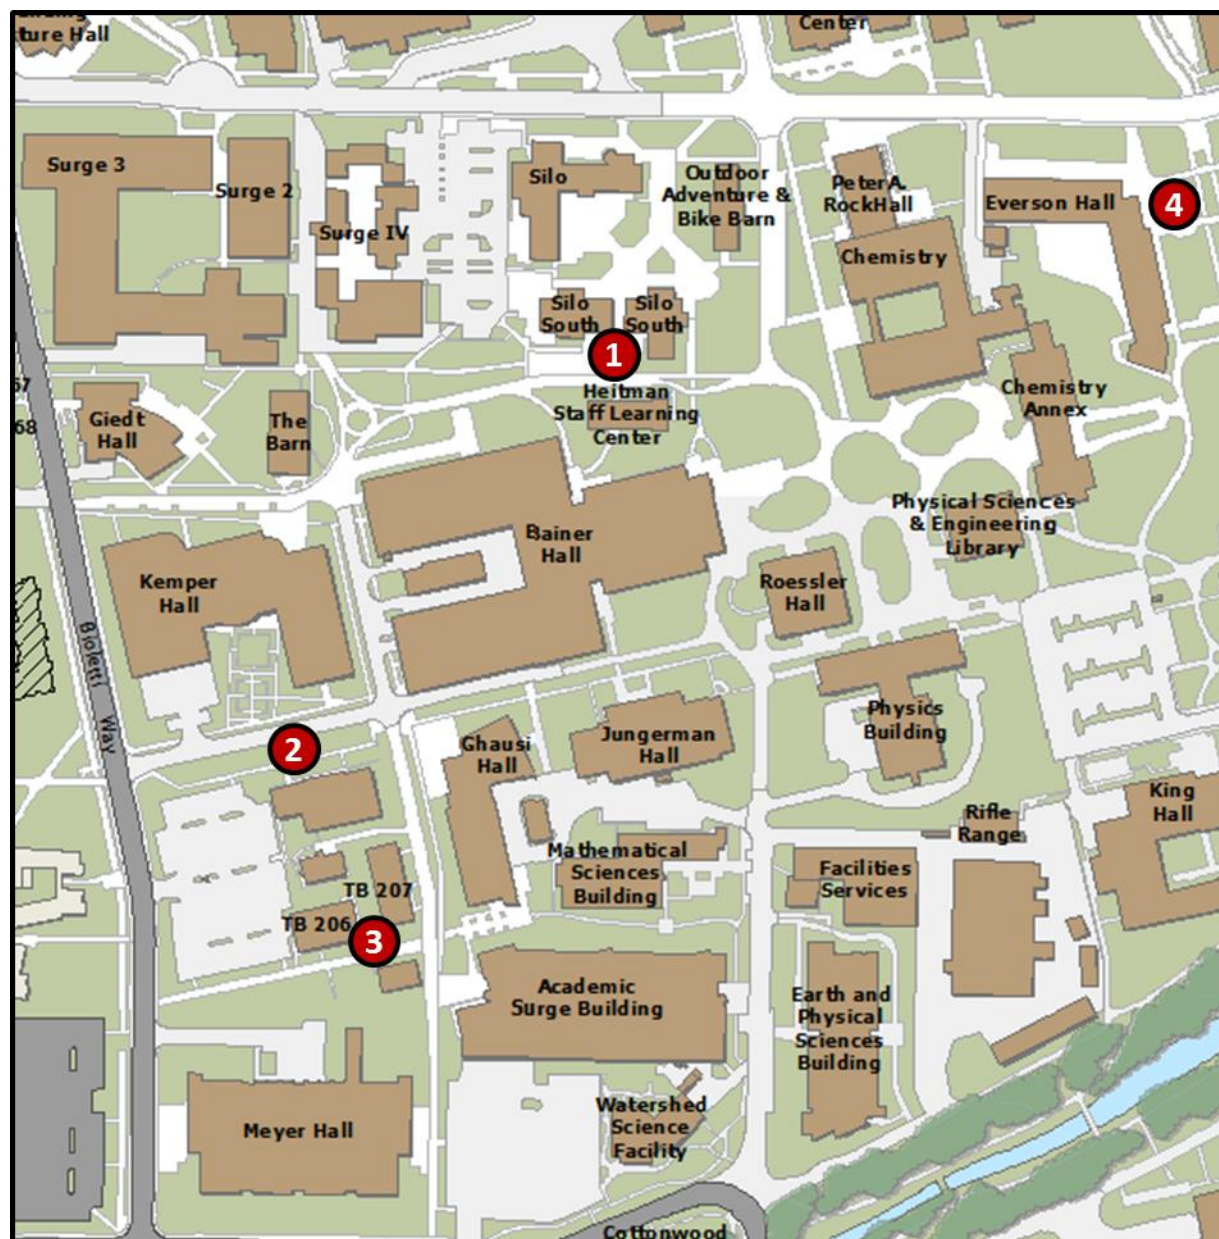 ture Hall
Center
Surge 3
Surge 2
Surge IV
Silo
Outdoor
Adventure &
Bike Barn
Peter A.
Rock Hall
Everson Hall
4
Chemistry
Silo
South
Silo
South
1
Heitman
Staff Learning
Center
Chemistry
Annex
67
68
Giedt
Hall
The
Barn
Bainer
Hall
Physical Sciences
& Engineering
Library
Kemper
Hall
Roessler
Hall
Bioletti
Way
2
Ghausi
Hall
Jungerman
Hall
Physics
Building
King
Hall
Rifle
Range
Mathematical
Sciences
Building
Facilities
Services
TB 207
TB 206
3
Academic
Surge Building
Earth and
Physical
Sciences
Building
Meyer Hall
Watershed
Science
Facility
Cottonwood